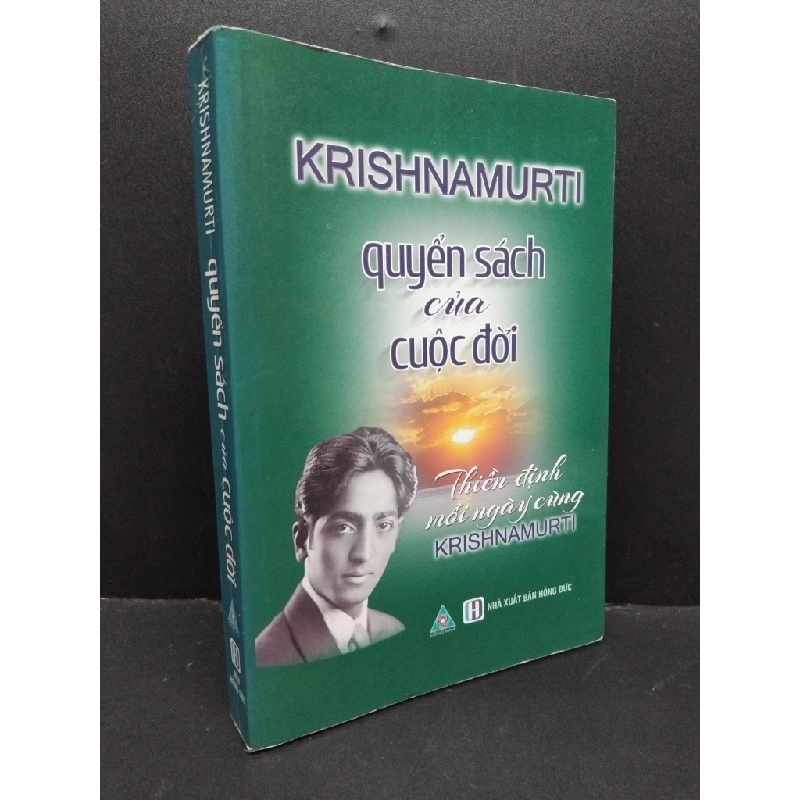 KRISHNAMURTI
quyển sách
của
cuộc đời
Thiền định
mỗi ngày cùng
KRISHNAMURTI
NHÀ XUẤT BẢN HỒNG ĐỨC
KRISHNAMURTI – quyển sách của cuộc đời